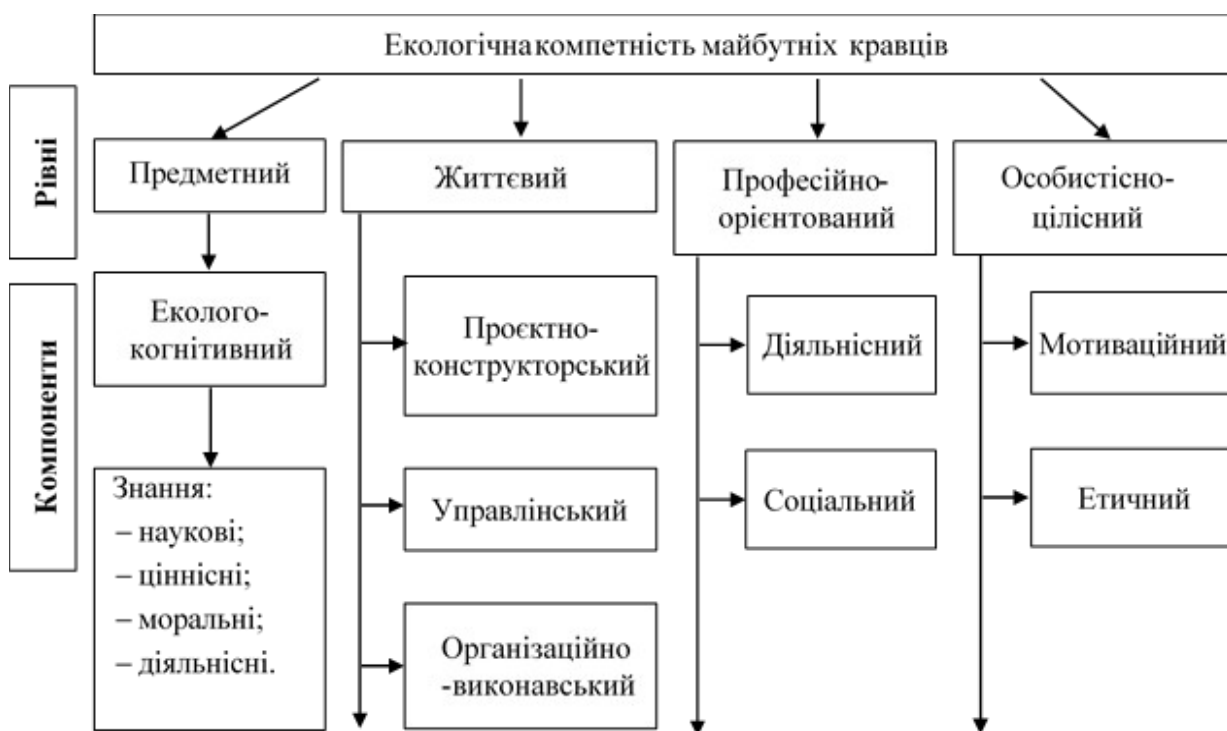 Екологічна компетність майбутніх кравців
Рівні
Предметний
Життєвий
Професійно-
орієнтований
Особистісно-
цілісний
Компоненти
Еколого-
когнітивний
Знання:
– наукові;
– ціннісні;
– моральні;
– діяльнісні.
Проєктно-
конструкторський
Управлінський
Організаційно
-виконавський
Діяльнісний
Соціальний
Мотиваційний
Етичний